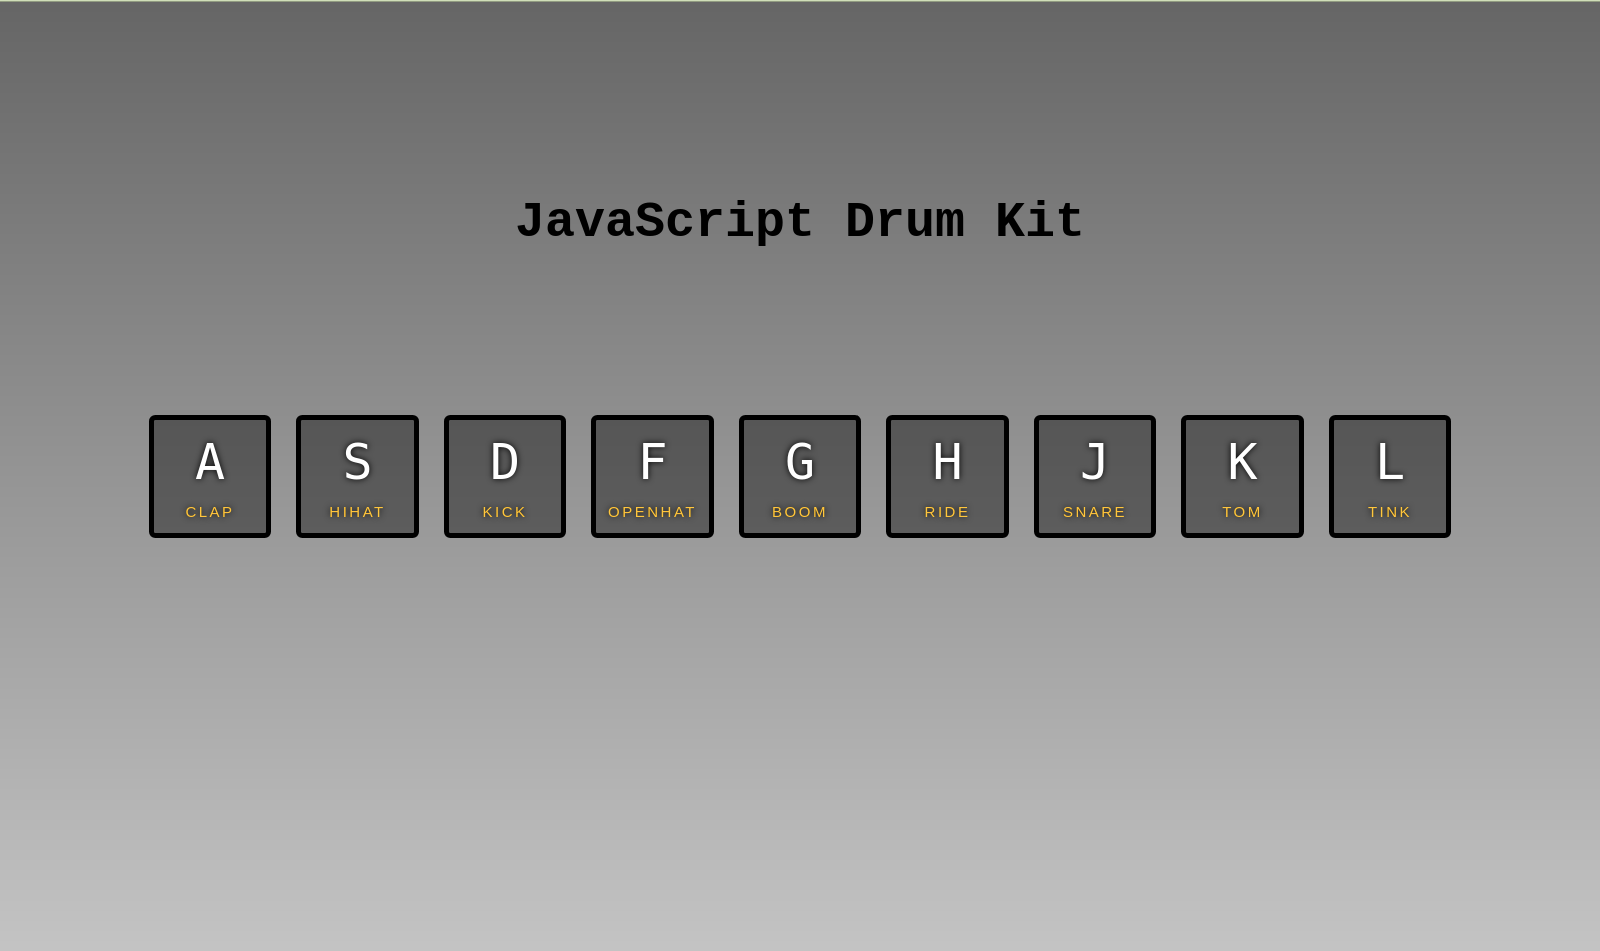 JavaScript Drum Kit
A S D F G H J K L
CLAP HIHAT KICK OPENHAT BOOM RIDE SNARE TOM TINK